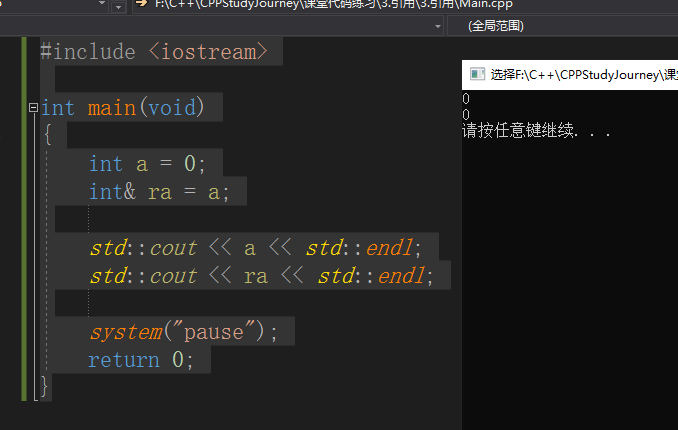 F:\C++\CPPStudyJourney\课堂代码练习\3.引用\3.引用\Main.cpp
(全局范围)
#include <iostream>
int main(void)
{
int a = 0;
int& ra = a;
std::cout << a << std::endl;
std::cout << ra << std::endl;
system("pause");
return 0;
}
选择F:\C++\CPPStudyJourney\课
0
0
请按任意键继续. . .